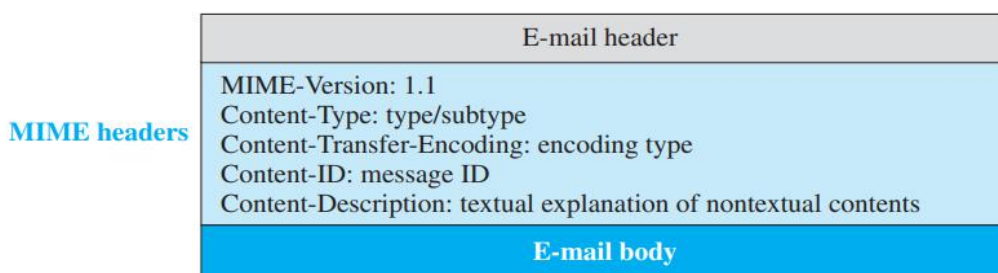 E-mail header
MIME headers
MIME-Version: 1.1
Content-Type: type/subtype
Content-Transfer-Encoding: encoding type
Content-ID: message ID
Content-Description: textual explanation of nontextual contents
E-mail body